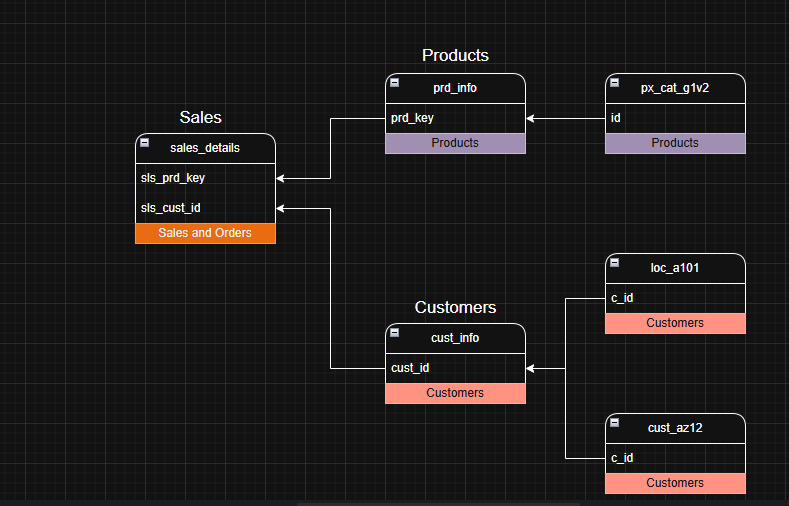 Products
prd_info
prd_key
Products
px_cat_g1v2
id
Products
Sales
sales_details
sls_prd_key
sls_cust_id
Sales and Orders
loc_a101
c_id
Customers
Customers
cust_info
cust_id
Customers
cust_az12
c_id
Customers